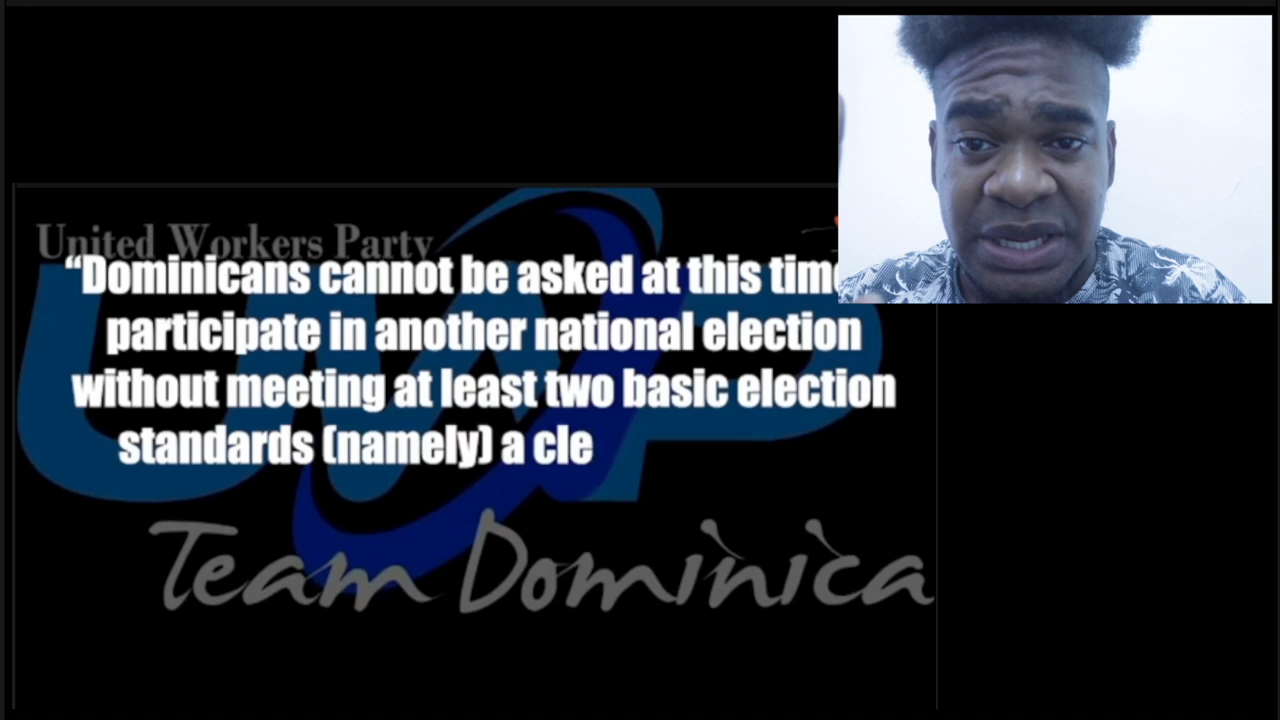 United Workers Party
“Dominicans cannot be asked at this time
participate in another national election
without meeting at least two basic election
standards (namely) a cle
UWP
Team Dominica